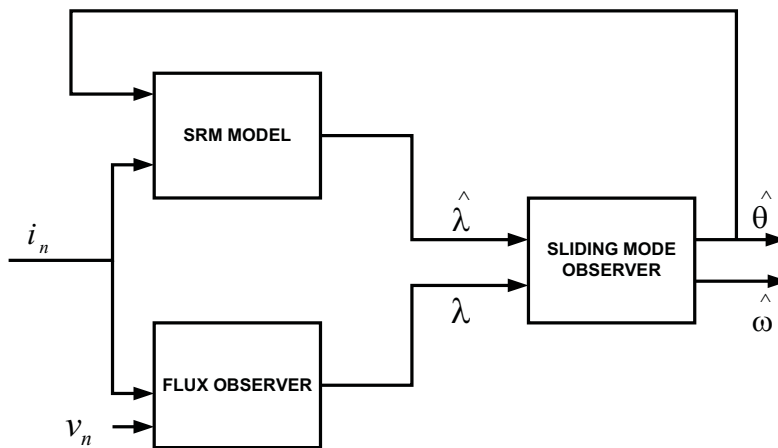 SRM MODEL
i_n
λ̂
θ̂
SLIDING MODE
OBSERVER
λ
ω̂
FLUX OBSERVER
v_n